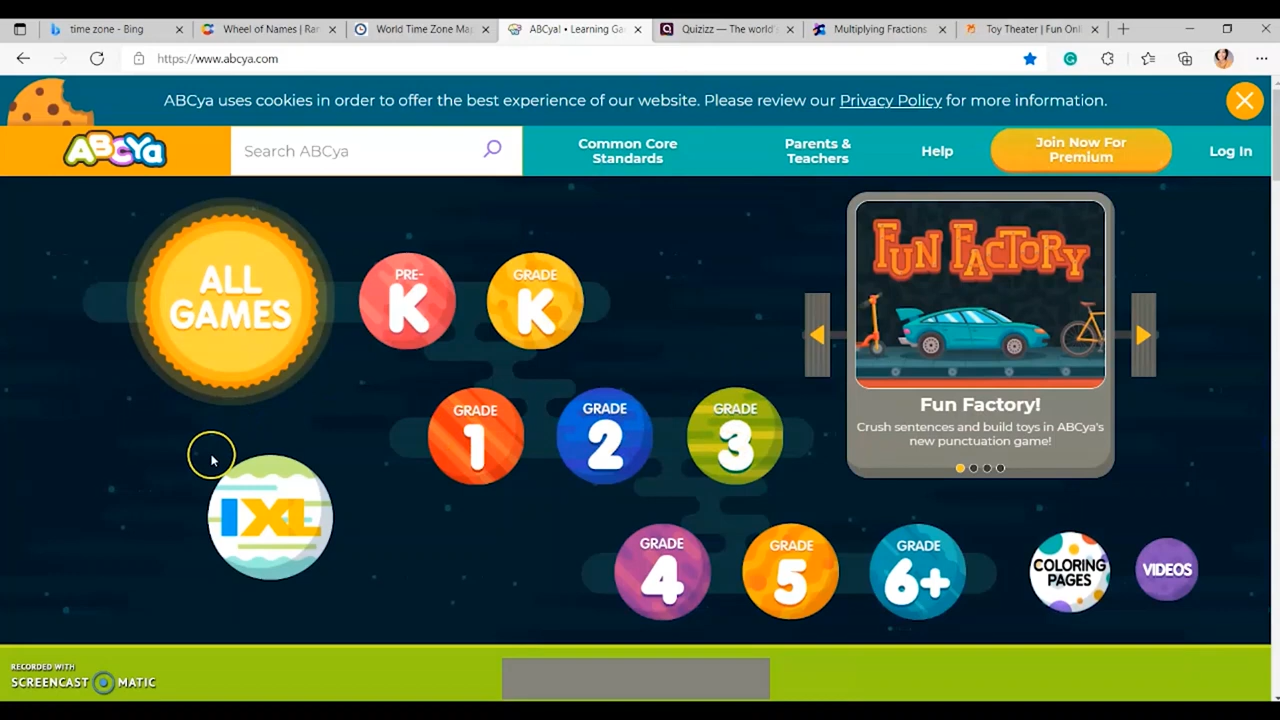 time zone - Bing
Wheel of Names | Ran
World Time Zone Map
ABCya! • Learning Ga
Quizizz — The world's
Multiplying Fractions
Toy Theater | Fun Onli
https://www.abcya.com
ABCya uses cookies in order to offer the best experience of our website. Please review our Privacy Policy for more information.
ABCya
Search ABCya
Common Core
Standards
Parents &
Teachers
Help
Join Now For
Premium
Log In
ALL
GAMES
PRE-
K
GRADE
K
FUN FACTORY
GRADE
1
GRADE
2
GRADE
3
Fun Factory!
Crush sentences and build toys in ABCya's
new punctuation game!
IXL
GRADE
4
GRADE
5
GRADE
6+
COLORING
PAGES
VIDEOS
RECORDED WITH
SCREENCAST MATIC